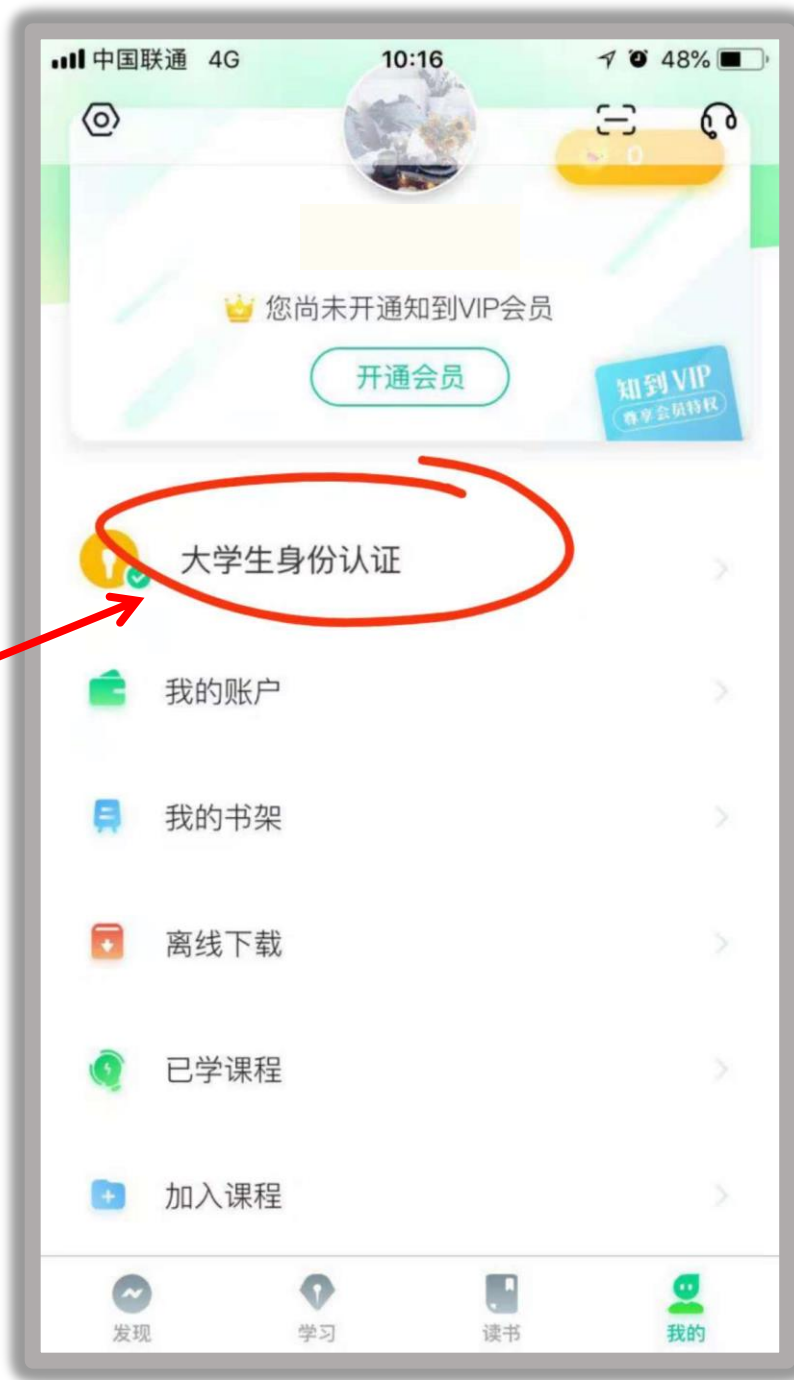 中国联通 4G 10:16 48%
0
您尚未开通知到VIP会员
开通会员
知到 VIP
尊享会员特权
大学生身份认证
我的账户
我的书架
离线下载
已学课程
加入课程
发现 学习 读书 我的